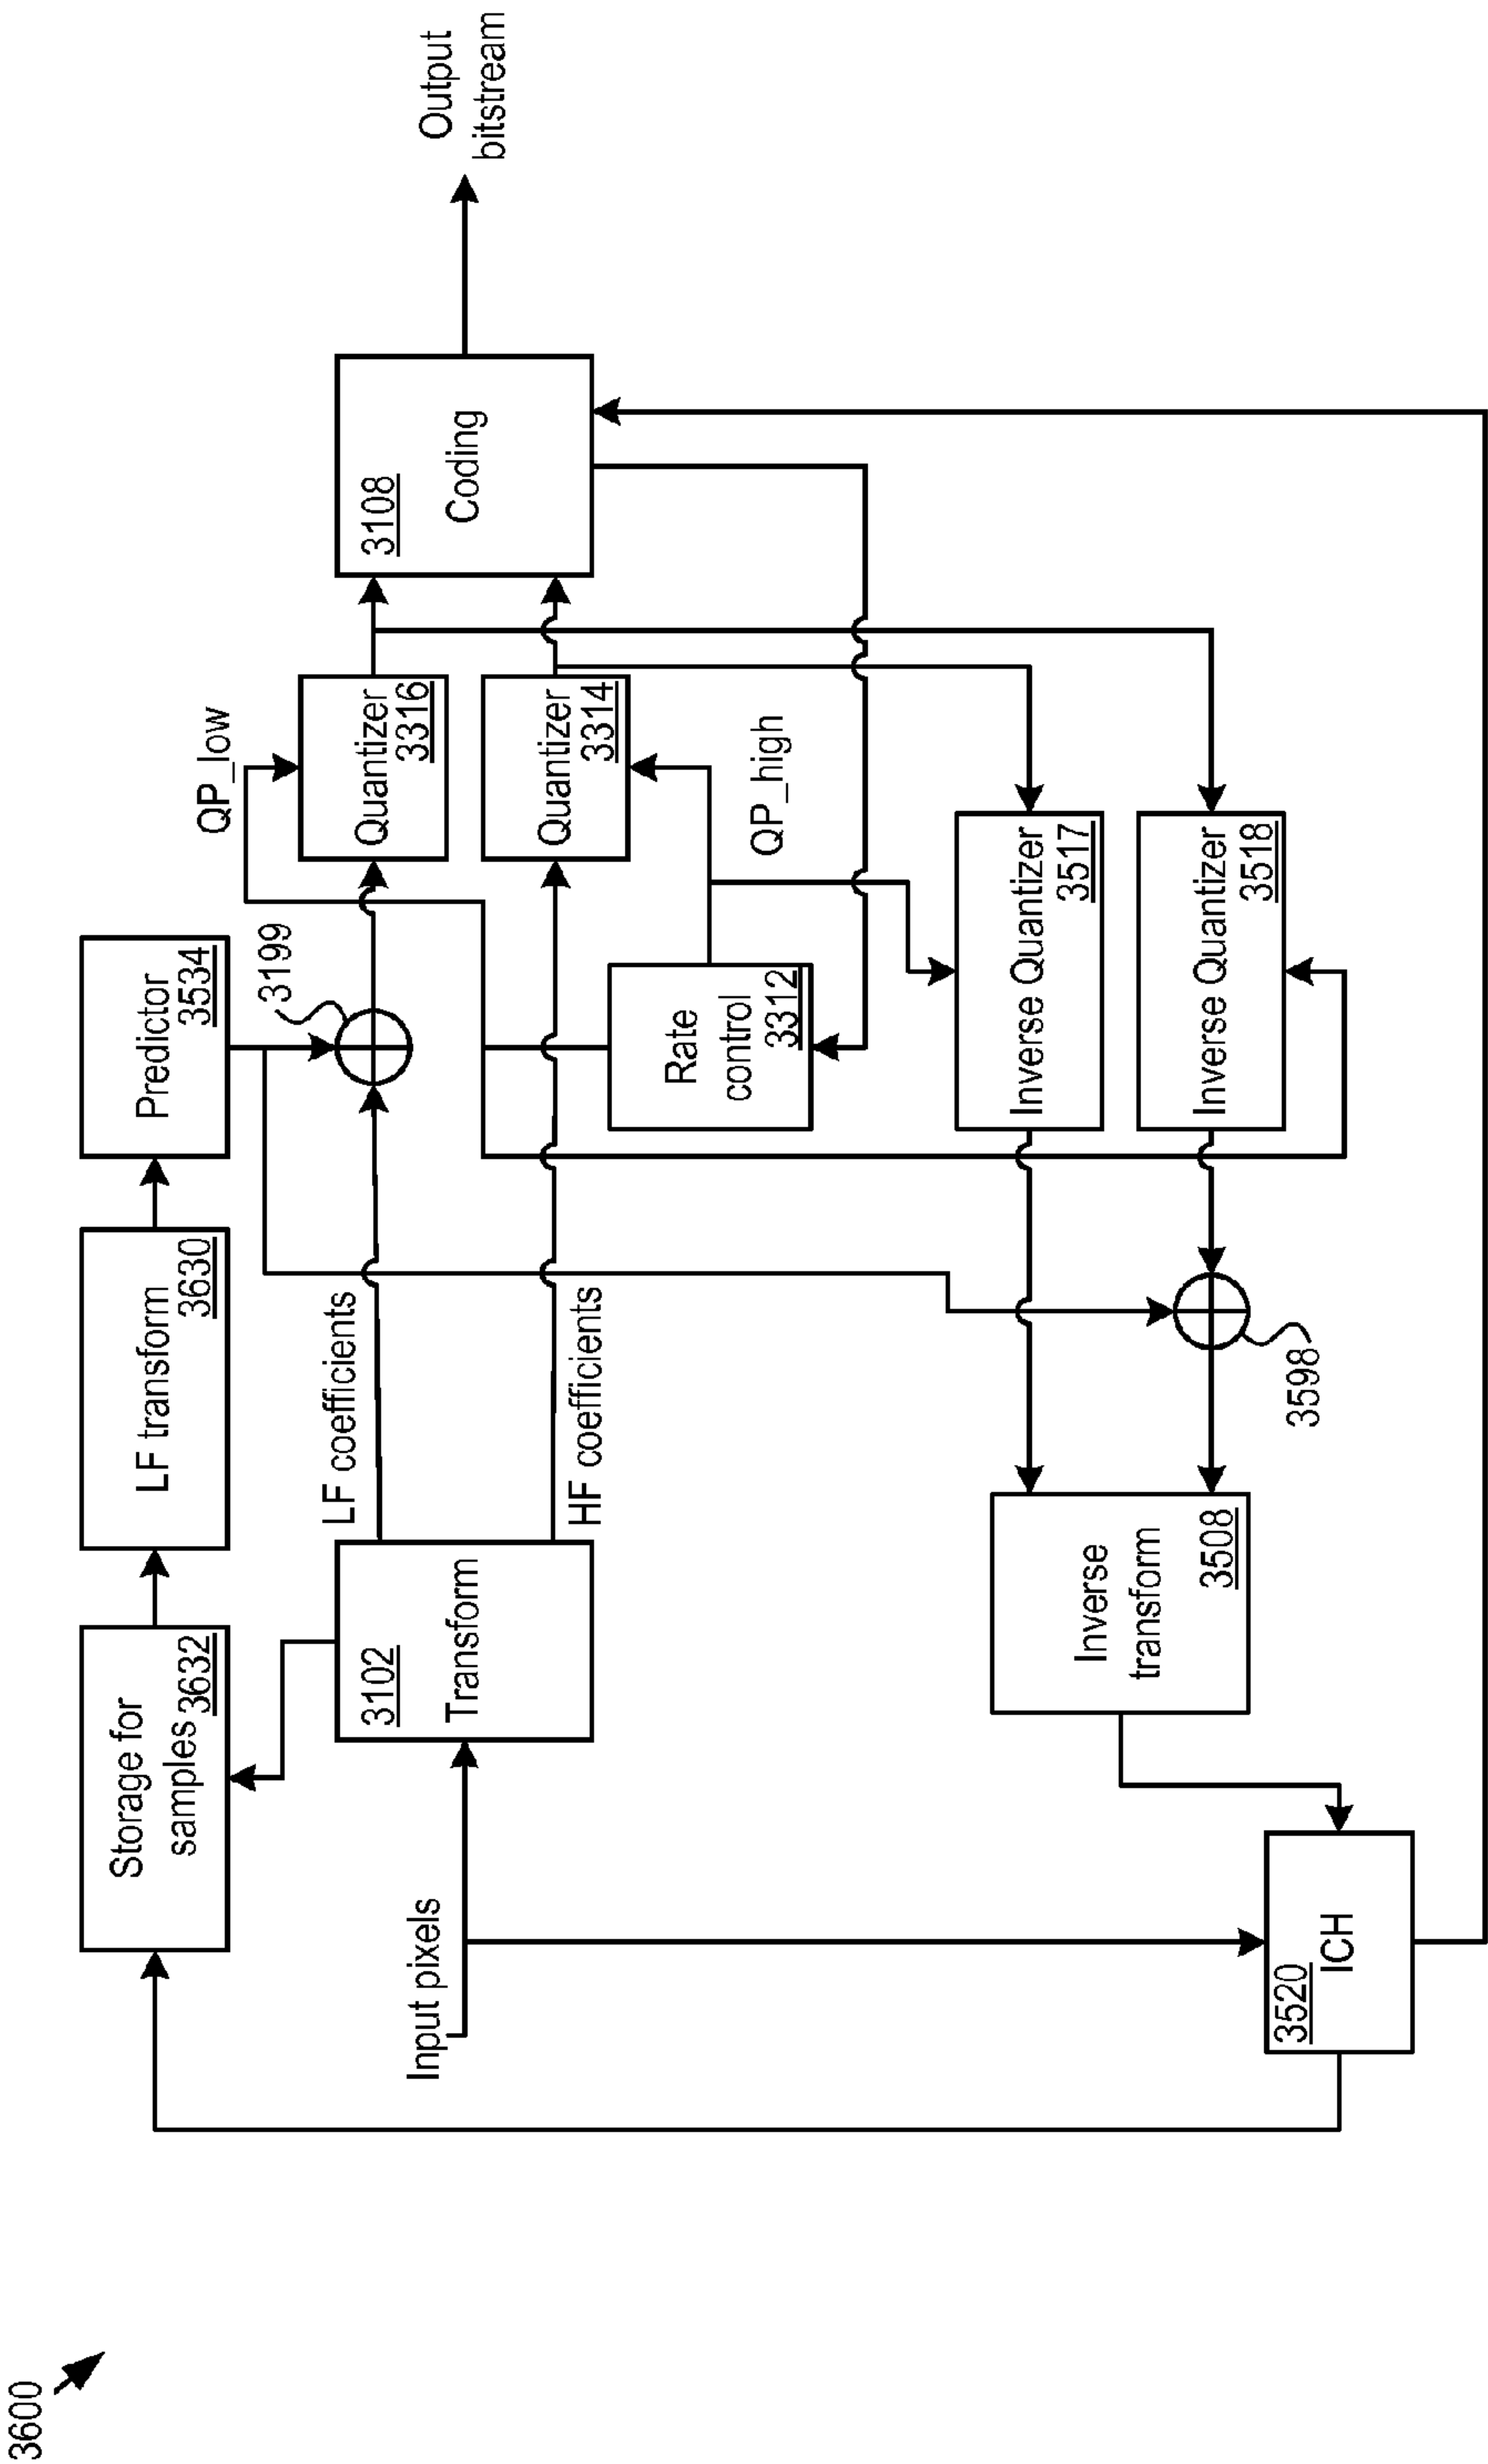 3600
Storage for
samples 3632
LF transform
3630
Predictor
3534
3199
QP_low
Quantizer
3316
Output
bitstream
Input pixels
3102
Transform
LF coefficients
HF coefficients
Quantizer
3314
3108
Coding
Rate
control
3312
QP_high
Inverse Quantizer
3517
Inverse Quantizer
3518
3598
Inverse
transform
3508
3520
ICH